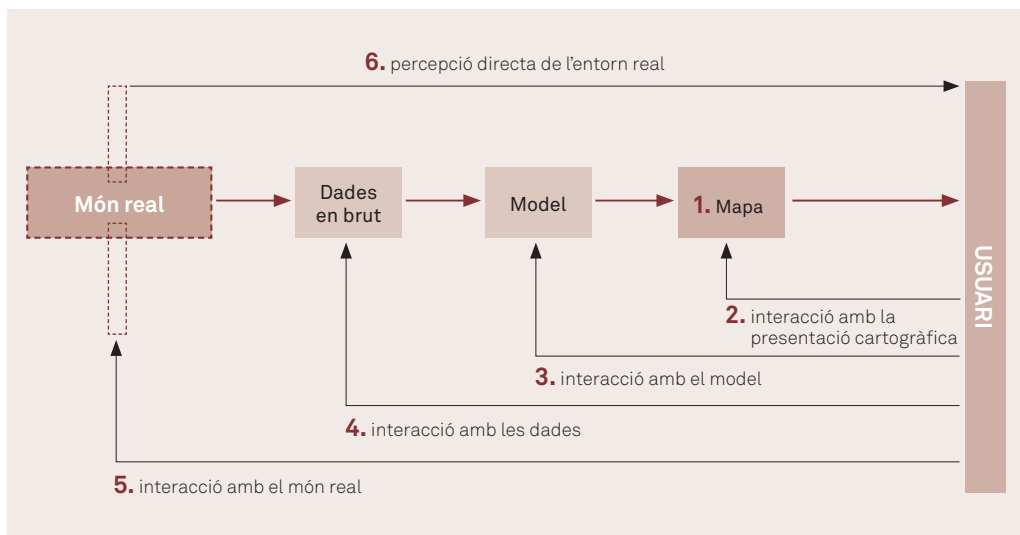 6. percepció directa de l'entorn real
Món real
Dades
en brut
Model
1. Mapa
USUARI
2. interacció amb la
presentació cartogràfica
3. interacció amb el model
4. interacció amb les dades
5. interacció amb el món real